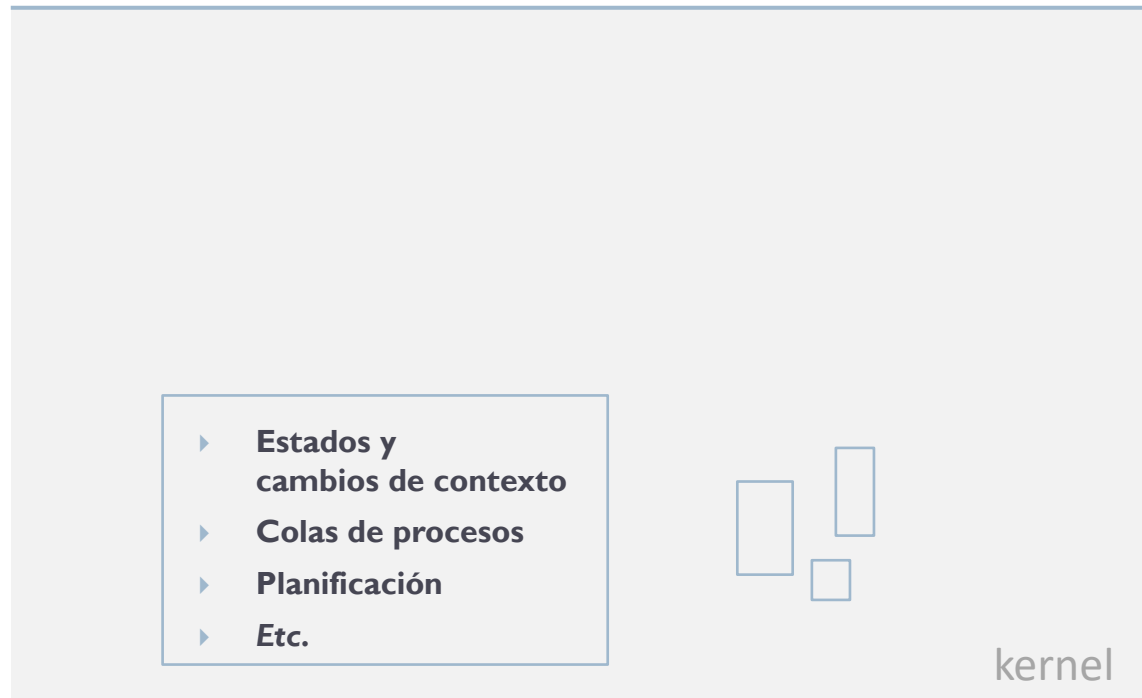 Estados y
cambios de contexto
Colas de procesos
Planificación
Etc.
kernel